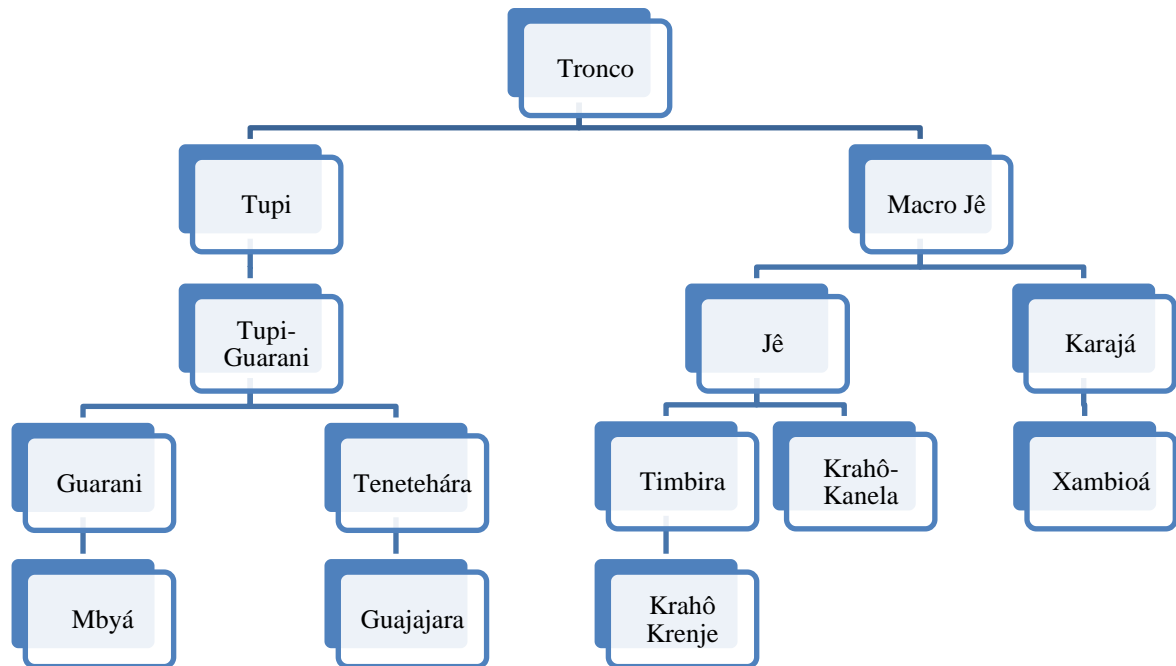 Tronco
Tupi
Macro Jê
Tupi-
Guarani
Jê
Karajá
Guarani
Tenetehára
Timbira
Krahô-
Kanela
Xambioá
Mbyá
Guajajara
Krahô
Krenje